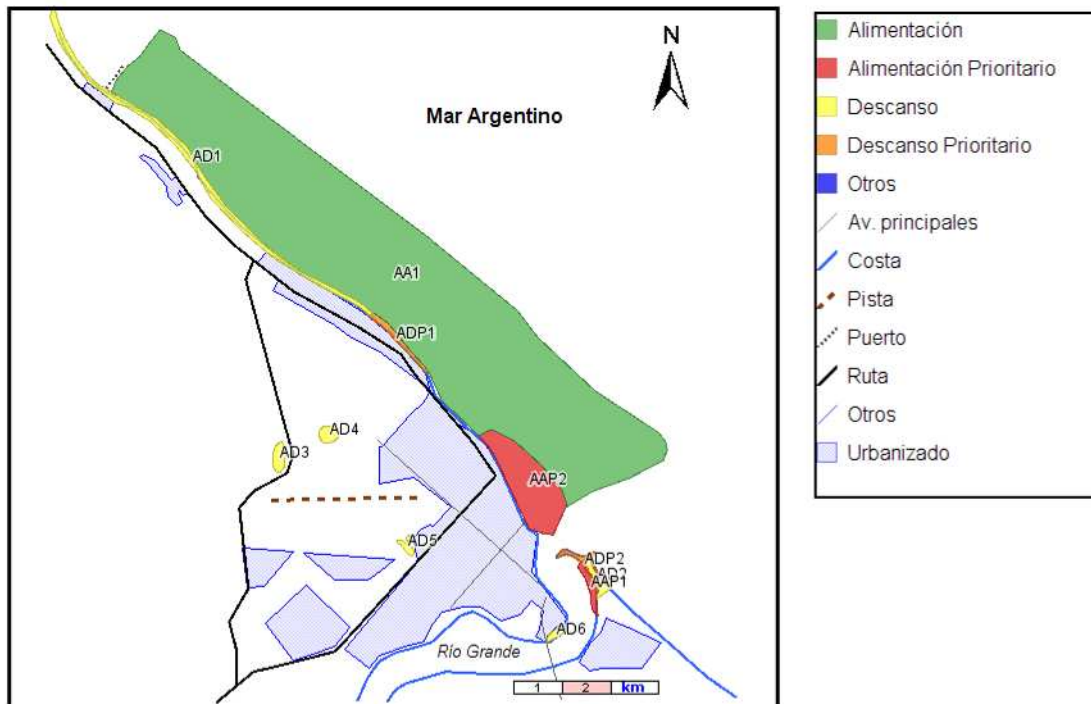 N
Mar Argentino
AD1
AA1
ADP1
AD4
AD3
AAP2
AD5
ADP2
AD2
AAP1
AD6
Río Grande
1 2 km
Alimentación
Alimentación Prioritario
Descanso
Descanso Prioritario
Otros
Av. principales
Costa
Pista
Puerto
Ruta
Otros
Urbanizado